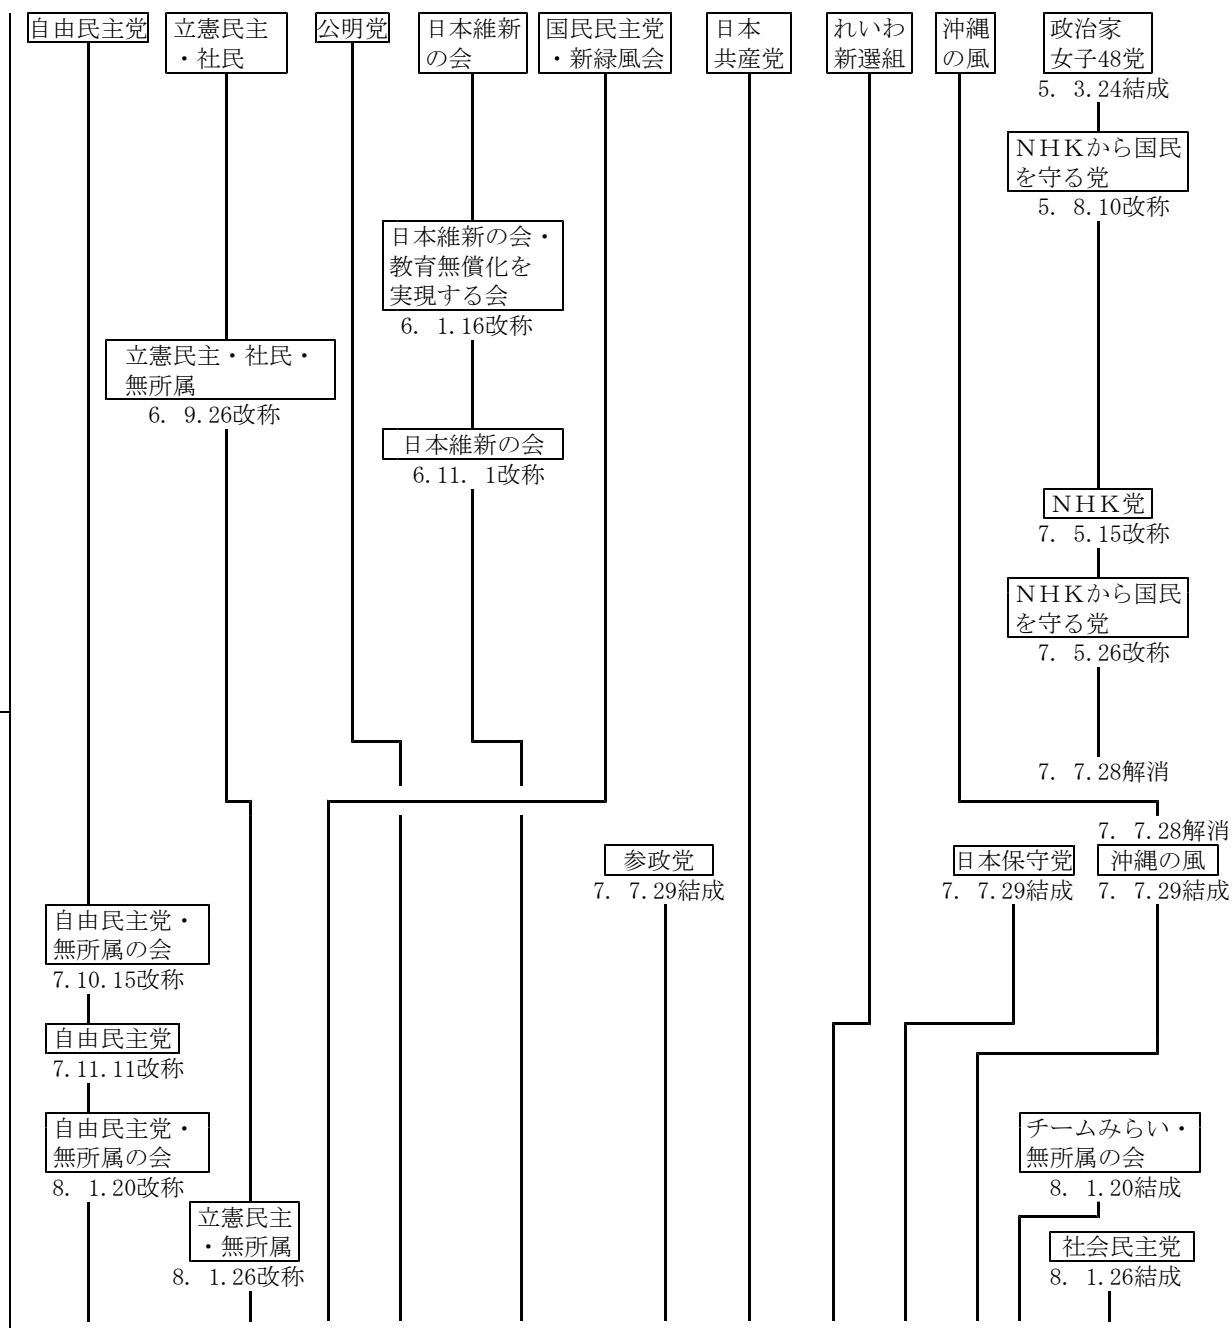 自由民主党
立憲民主
・社民
公明党
日本維新
の会
国民民主党
・新緑風会
日本
共産党
れいわ
新選組
沖縄
の風
政治家
女子48党
5. 3.24結成
NHKから国民
を守る党
5. 8.10改称
日本維新の会・
教育無償化を
実現する会
6. 1.16改称
立憲民主・社民・
無所属
6. 9.26改称
日本維新の会
6.11. 1改称
NHK党
7. 5.15改称
NHKから国民
を守る党
7. 5.26改称
7. 7.28解消
7. 7.28解消
参政党
7. 7.29結成
日本保守党
7. 7.29結成
沖縄の風
7. 7.29結成
自由民主党・
無所属の会
7.10.15改称
自由民主党
7.11.11改称
自由民主党・
無所属の会
8. 1.20改称
チームみらい・
無所属の会
8. 1.20結成
立憲民主
・無所属
8. 1.26改称
社会民主党
8. 1.26結成